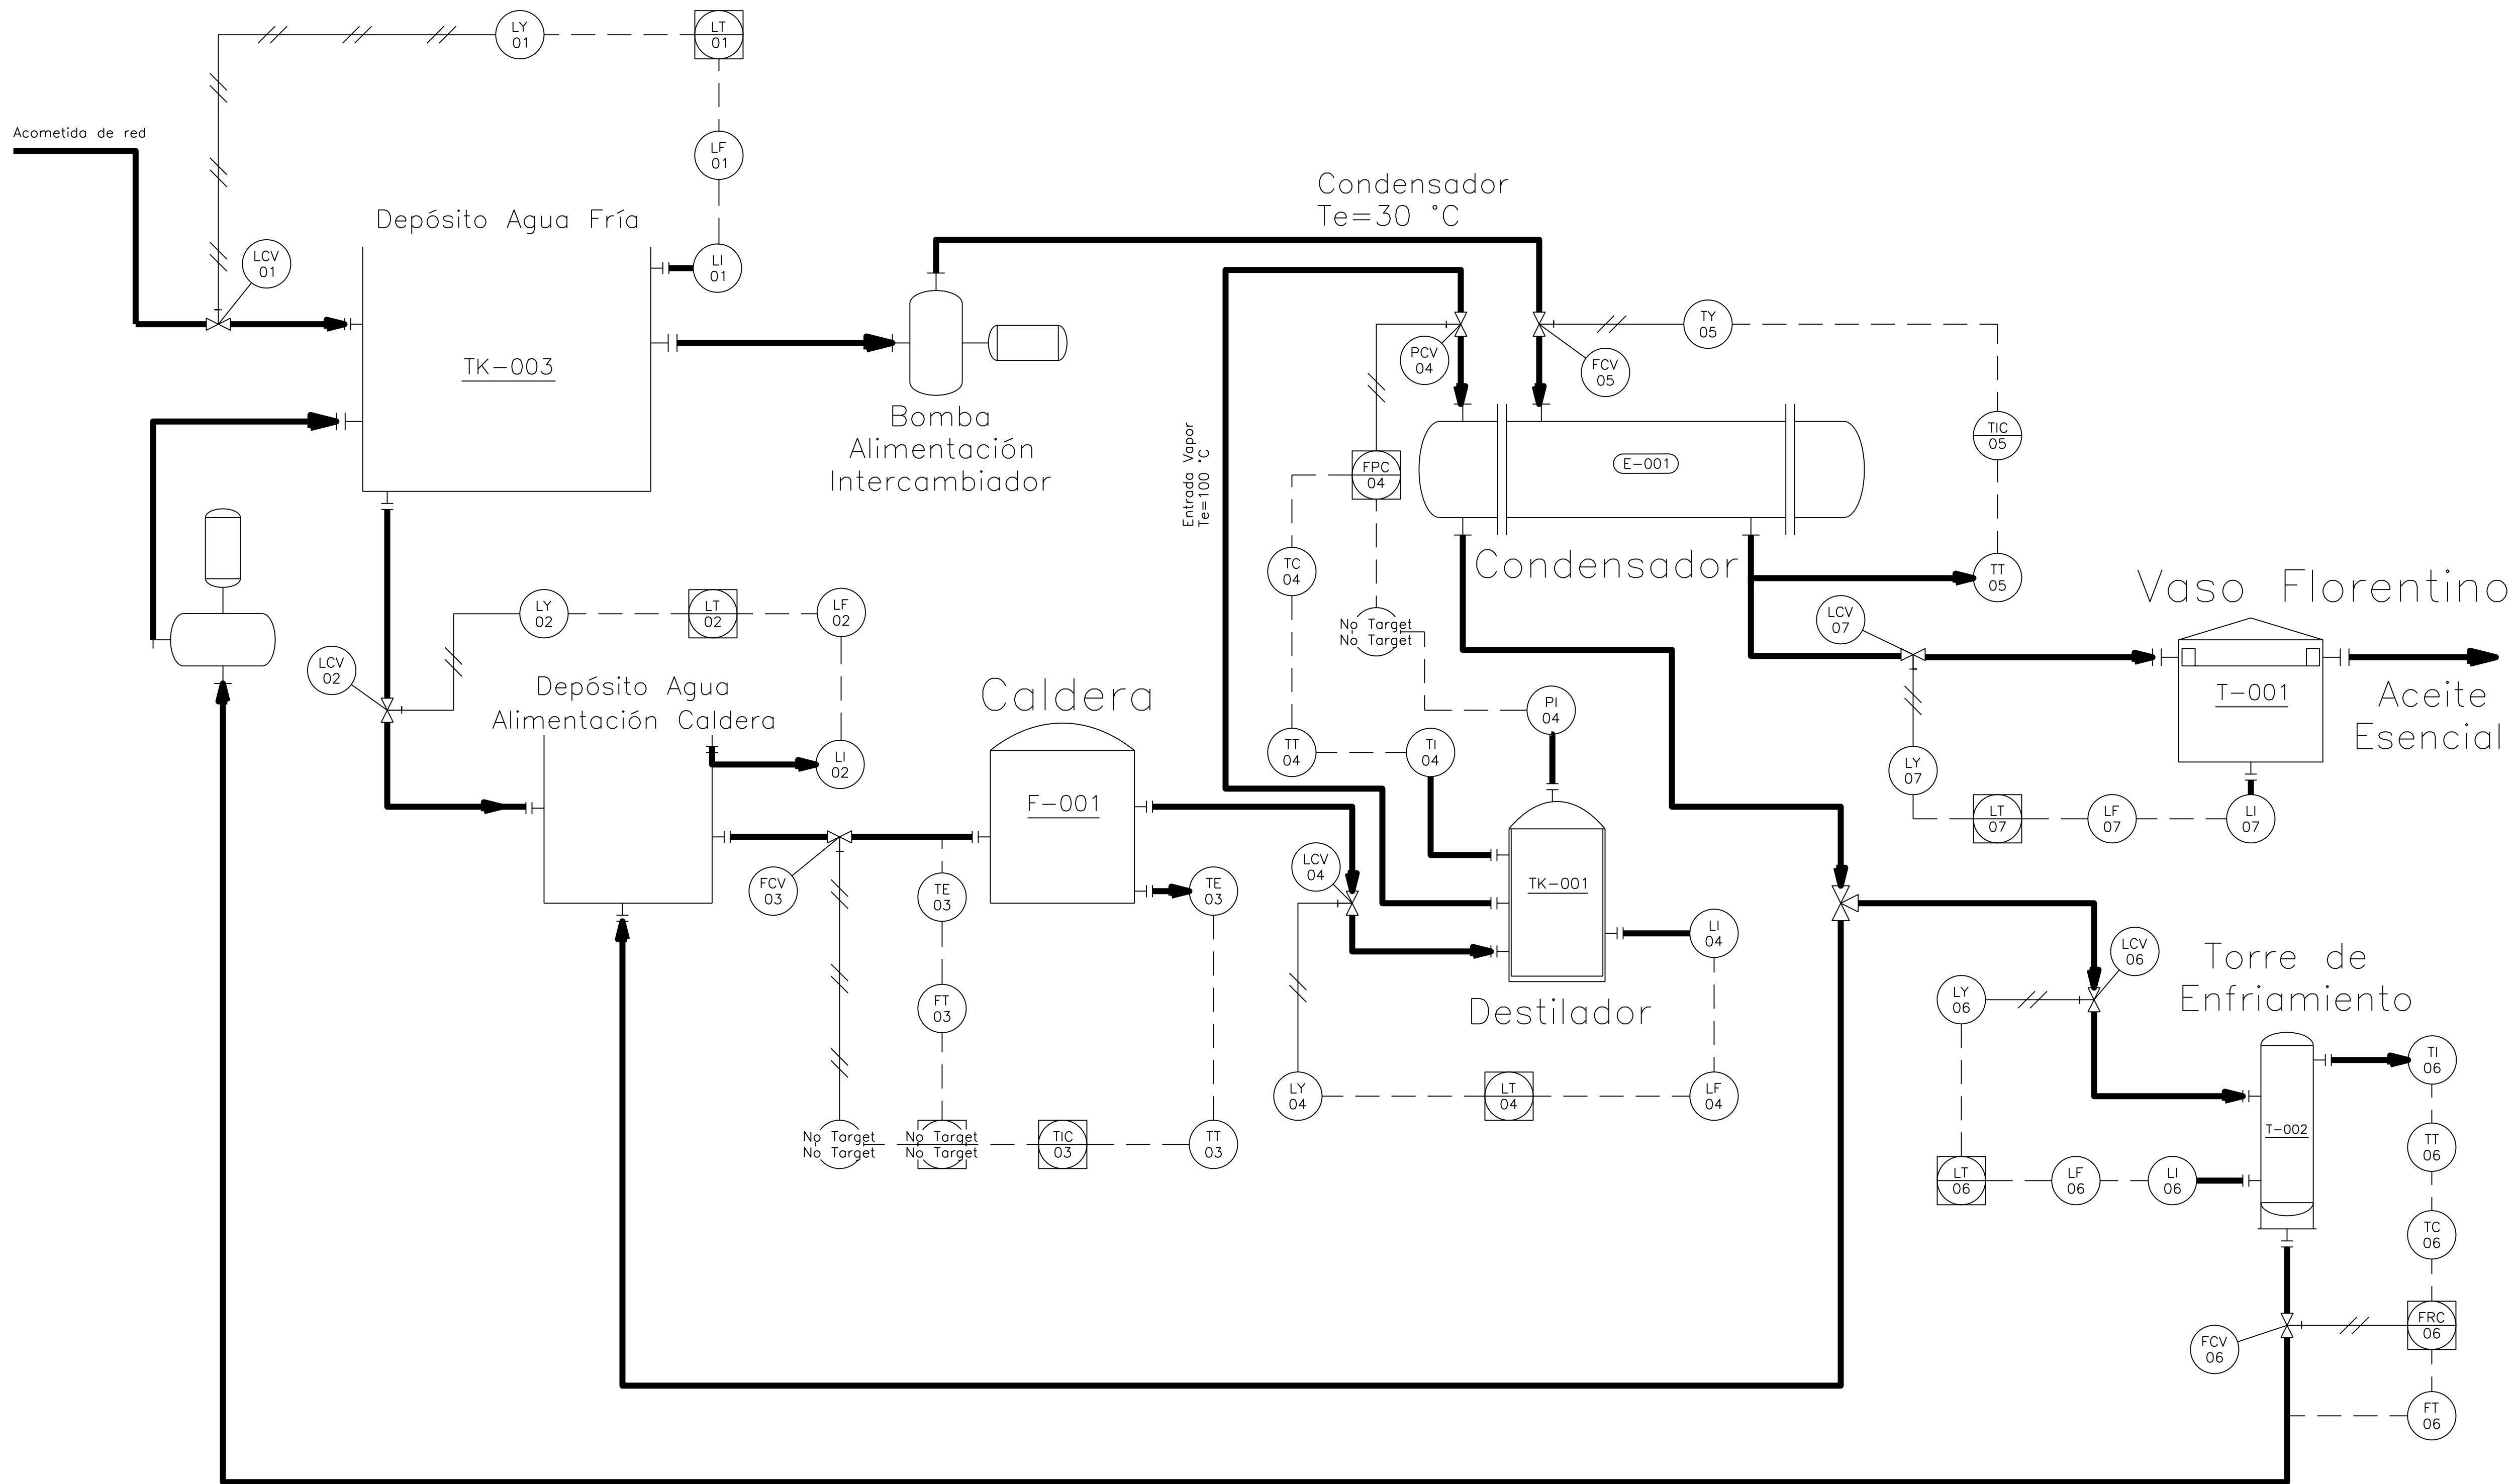 LY
01
LT
01
Acometida de red
LF
01
Depósito Agua Fría
LCV
01
LI
01
TK-003
Bomba
Alimentación
Intercambiador
Condensador
Te=30 °C
PCV
04
FCV
05
TY
05
TIC
05
Entrada Vapor
Te=100 °C
FPC
04
E-001
Condensador
TC
04
TT
05
No Target
No Target
LCV
07
Vaso Florentino
T-001
Aceite
Esencial
LY
02
LT
02
LF
02
LCV
02
Depósito Agua
Alimentación Caldera
LI
02
Caldera
F-001
PI
04
TT
04
TI
04
LY
07
LT
07
LF
07
LI
07
FCV
03
TE
03
TE
03
LCV
04
TK-001
LI
04
Destilador
FT
03
LY
04
LT
04
LF
04
No Target
No Target
No Target
No Target
TIC
03
TT
03
LCV
06
Torre de
Enfriamiento
LY
06
TI
06
T-002
TT
06
LT
06
LF
06
LI
06
TC
06
FRC
06
FCV
06
FT
06